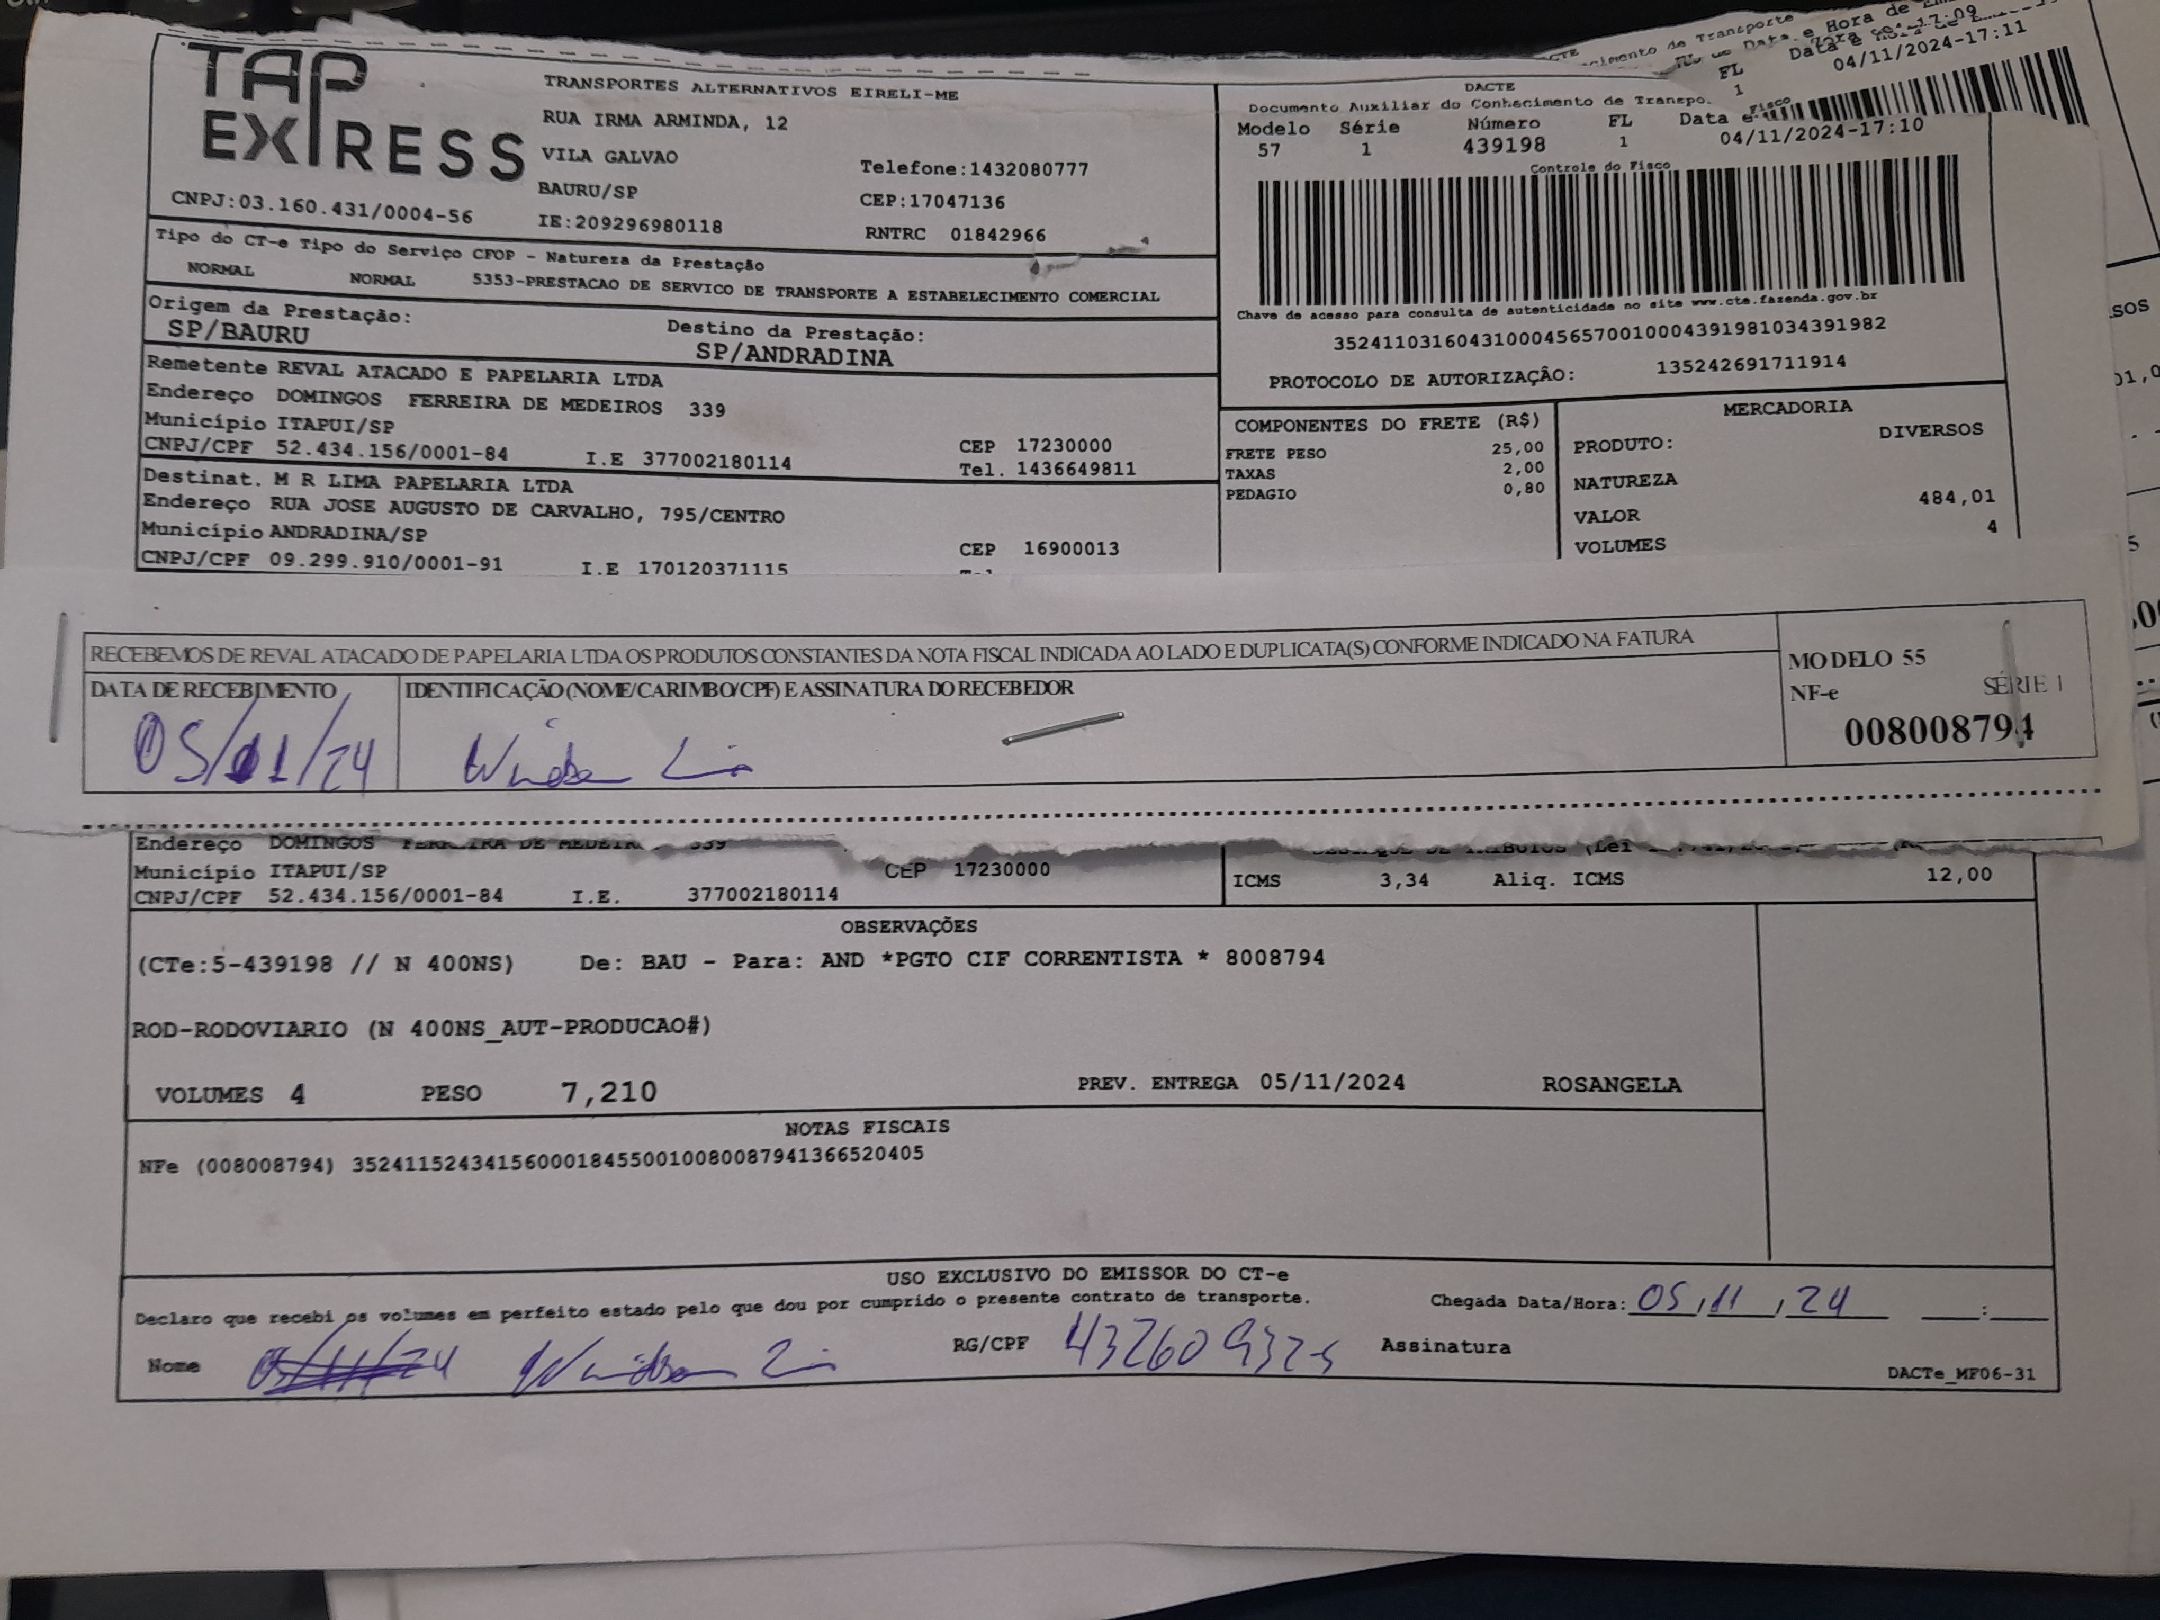 TAP
EXPRESS
CNPJ:03.160.431/0004-56
TRANSPORTES ALTERNATIVOS EIRELI-ME
RUA IRMA ARMINDA, 12
VILA GALVAO Telefone:1432080777
BAURU/SP CEP:17047136
IE:209296980118 RNTRC 01842966
Tipo do CT-e Tipo do Serviço CFOP - Natureza da Prestação
NORMAL NORMAL 5353-PRESTACAO DE SERVICO DE TRANSPORTE A ESTABELECIMENTO COMERCIAL
Origem da Prestação: Destino da Prestação:
SP/BAURU SP/ANDRADINA
Remetente REVAL ATACADO E PAPELARIA LTDA
Endereço DOMINGOS FERREIRA DE MEDEIROS 339
Município ITAPUI/SP CEP 17230000
CNPJ/CPF 52.434.156/0001-84 I.E 377002180114 Tel. 1436649811
Destinat. M R LIMA PAPELARIA LTDA
Endereço RUA JOSE AUGUSTO DE CARVALHO, 795/CENTRO
Município ANDRADINA/SP CEP 16900013
CNPJ/CPF 09.299.910/0001-91 I.E 170120371115
DACTE
Documento Auxiliar do Conhecimento de Transpo
Modelo Série Número FL Data e
57 1 439198 1 04/11/2024-17:10
FL
1 04/11/2024-17:11
Controle do Fisco
Chave de acesso para consulta de autenticidade no site www.cte.fazenda.gov.br
35241103160431000456570010004391981034391982
PROTOCOLO DE AUTORIZAÇÃO: 135242691711914
COMPONENTES DO FRETE (R$)
FRETE PESO 25,00
TAXAS 2,00
PEDAGIO 0,80
MERCADORIA
PRODUTO: DIVERSOS
NATUREZA
VALOR 484,01
VOLUMES 4
RECEBEMOS DE REVAL ATACADO DE PAPELARIA LTDA OS PRODUTOS CONSTANTES DA NOTA FISCAL INDICADA AO LADO E DUPLICATA(S) CONFORME INDICADO NA FATURA
DATA DE RECEBIMENTO IDENTIFICAÇÃO (NOME/CARIMBO/CPF) E ASSINATURA DO RECEBEDOR
05/11/24
MODELO 55
NF-e SÉRIE 1
008008794
Endereço DOMINGOS FERREIRA DE MEDEIR 339
Município ITAPUI/SP CEP 17230000
CNPJ/CPF 52.434.156/0001-84 I.E. 377002180114
ICMS 3,34 Aliq. ICMS 12,00
OBSERVAÇÕES
(CTe:5-439198 // N 400NS) De: BAU - Para: AND *PGTO CIF CORRENTISTA * 8008794
ROD-RODOVIARIO (N 400NS_AUT-PRODUCAO#)
VOLUMES 4 PESO 7,210 PREV. ENTREGA 05/11/2024 ROSANGELA
NOTAS FISCAIS
NFe (008008794) 35241152434156000184550010080087941366520405
USO EXCLUSIVO DO EMISSOR DO CT-e
Declaro que recebi os volumes em perfeito estado pelo que dou por cumprido o presente contrato de transporte. Chegada Data/Hora: 05/11/24 :
Nome 05/11/24 RG/CPF Assinatura
DACTe_MF06-31